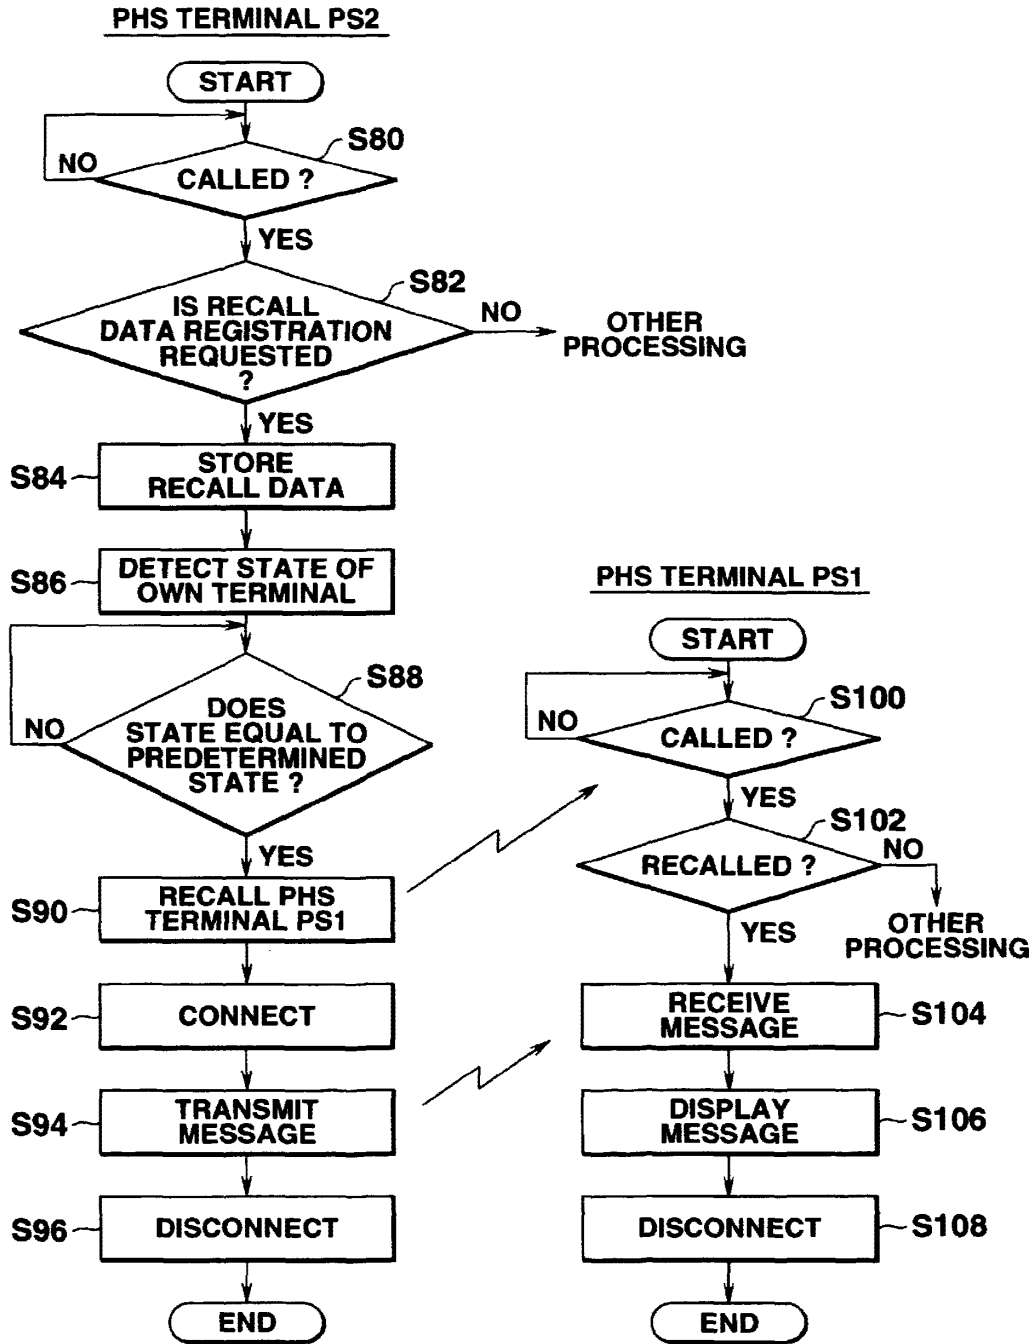 PHS TERMINAL PS2
START
S80
NO
CALLED ?
YES
S82
IS RECALL
DATA REGISTRATION
REQUESTED
?
NO
OTHER
PROCESSING
YES
S84
STORE
RECALL DATA
S86
DETECT STATE OF
OWN TERMINAL
S88
NO
DOES
STATE EQUAL TO
PREDETERMINED
STATE ?
YES
S90
RECALL PHS
TERMINAL PS1
S92
CONNECT
S94
TRANSMIT
MESSAGE
S96
DISCONNECT
END
PHS TERMINAL PS1
START
S100
NO
CALLED ?
YES
S102
RECALLED ?
NO
OTHER
PROCESSING
YES
RECEIVE
MESSAGE
S104
DISPLAY
MESSAGE
S106
DISCONNECT
S108
END